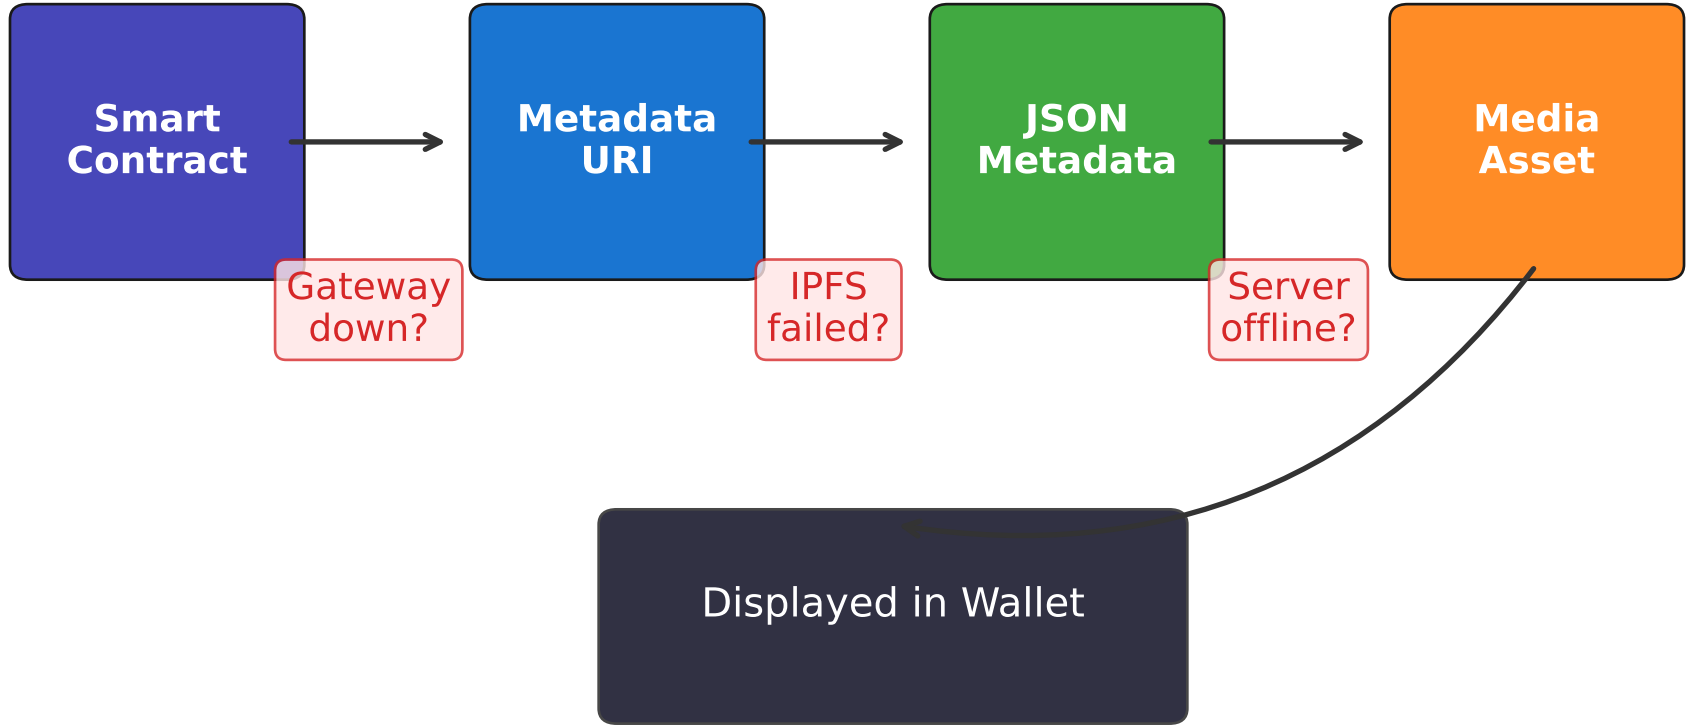 Smart
Contract
Metadata
URI
JSON
Metadata
Media
Asset
Gateway
down?
IPFS
failed?
Server
offline?
Displayed in Wallet